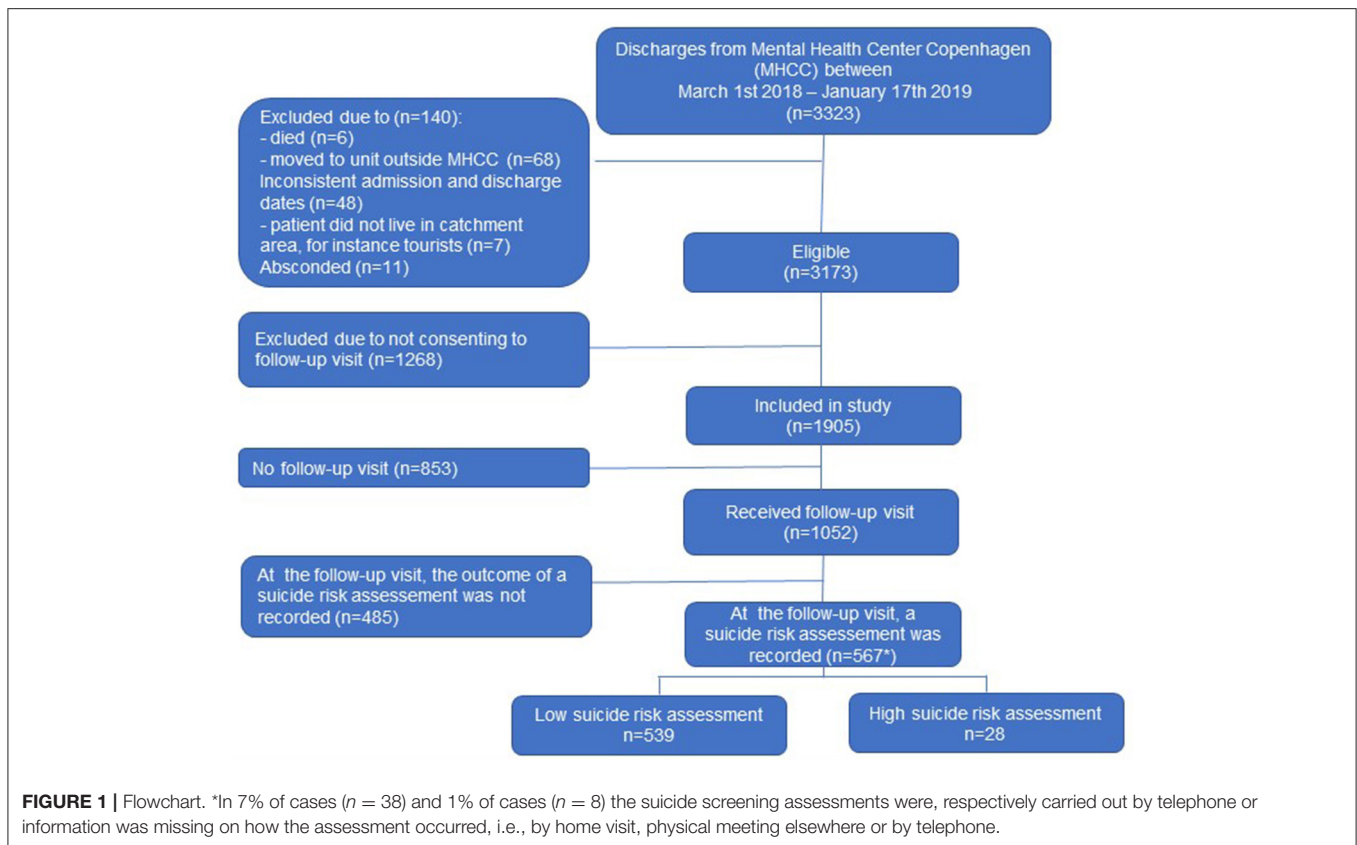 Discharges from Mental Health Center Copenhagen
(MHCC) between
March 1st 2018 – January 17th 2019
(n=3323)
Excluded due to (n=140):
- died (n=6)
- moved to unit outside MHCC (n=68)
Inconsistent admission and discharge
dates (n=48)
- patient did not live in catchment
area, for instance tourists (n=7)
Absconded (n=11)
Eligible
(n=3173)
Excluded due to not consenting to
follow-up visit (n=1268)
Included in study
(n=1905)
No follow-up visit (n=853)
Received follow-up visit
(n=1052)
At the follow-up visit, the outcome of a
suicide risk assessement was not
recorded (n=485)
At the follow-up visit, a
suicide risk assessement was
recorded (n=567*)
Low suicide risk assessment
n=539
High suicide risk assessment
n=28
FIGURE 1 | Flowchart. *In 7% of cases (n = 38) and 1% of cases (n = 8) the suicide screening assessments were, respectively carried out by telephone or
information was missing on how the assessment occurred, i.e., by home visit, physical meeting elsewhere or by telephone.